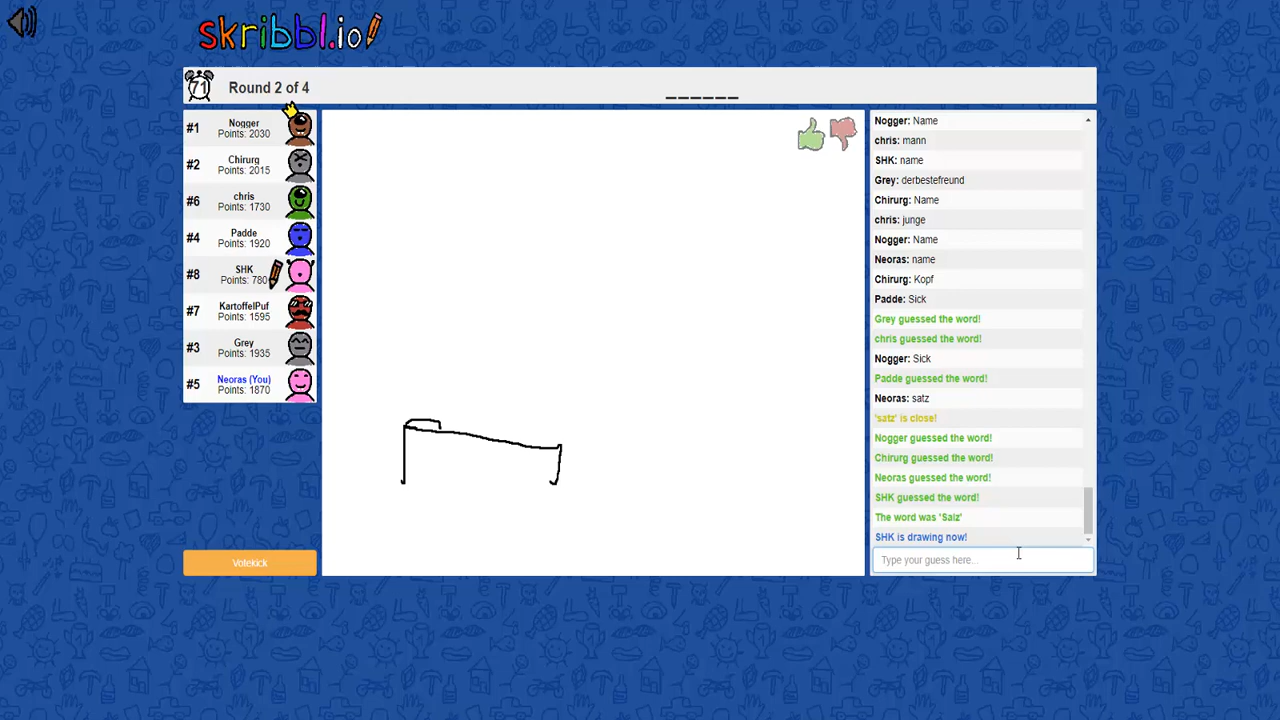 skribbl.io
71
Round 2 of 4
______
#1
Nogger
Points: 2030
#2
Chirurg
Points: 2015
#6
chris
Points: 1730
#4
Padde
Points: 1920
#8
SHK
Points: 780
#7
KartoffelPuf
Points: 1595
#3
Grey
Points: 1935
#5
Neoras (You)
Points: 1870
Votekick
Nogger: Name
chris: mann
SHK: name
Grey: derbestefreund
Chirurg: Name
chris: junge
Nogger: Name
Neoras: name
Chirurg: Kopf
Padde: Sick
Grey guessed the word!
chris guessed the word!
Nogger: Sick
Padde guessed the word!
Neoras: satz
'satz' is close!
Nogger guessed the word!
Chirurg guessed the word!
Neoras guessed the word!
SHK guessed the word!
The word was 'Salz'
SHK is drawing now!
Type your guess here...